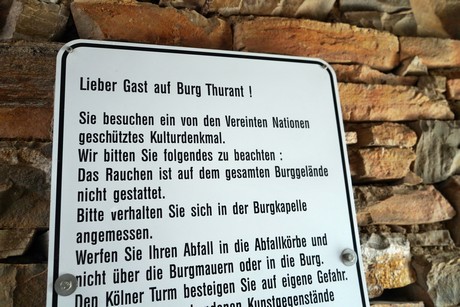 Lieber Gast auf Burg Thurant !
Sie besuchen ein von den Vereinten Nationen
geschütztes Kulturdenkmal.
Wir bitten Sie folgendes zu beachten :
Das Rauchen ist auf dem gesamten Burggelände
nicht gestattet.
Bitte verhalten Sie sich in der Burgkapelle
angemessen.
Werfen Sie Ihren Abfall in die Abfallkörbe und
nicht über die Burgmauern oder in die Burg.
Den Kölner Turm besteigen Sie auf eigene Gefahr.
Kunstgegenstände